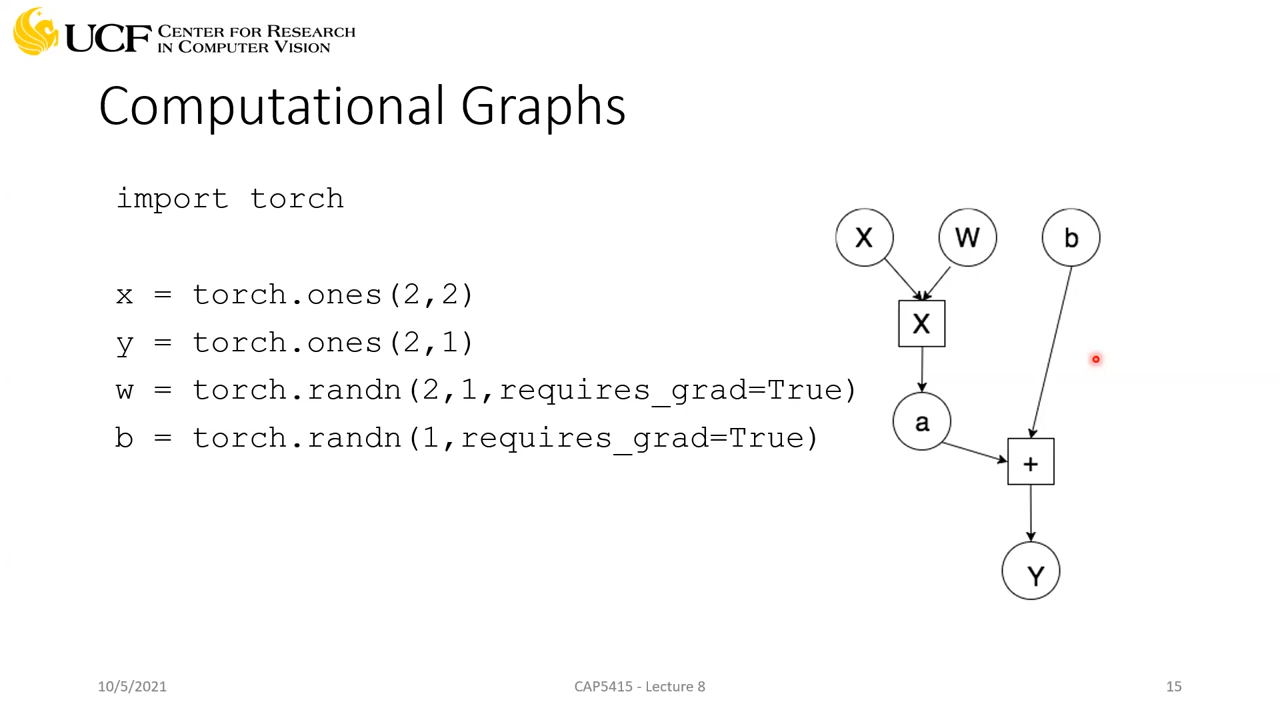 UCF CENTER FOR RESEARCH
IN COMPUTER VISION
Computational Graphs
import torch
x = torch.ones(2,2)
y = torch.ones(2,1)
w = torch.randn(2,1,requires_grad=True)
b = torch.randn(1,requires_grad=True)
X W b
X
a
+
Y
10/5/2021 CAP5415 - Lecture 8 15